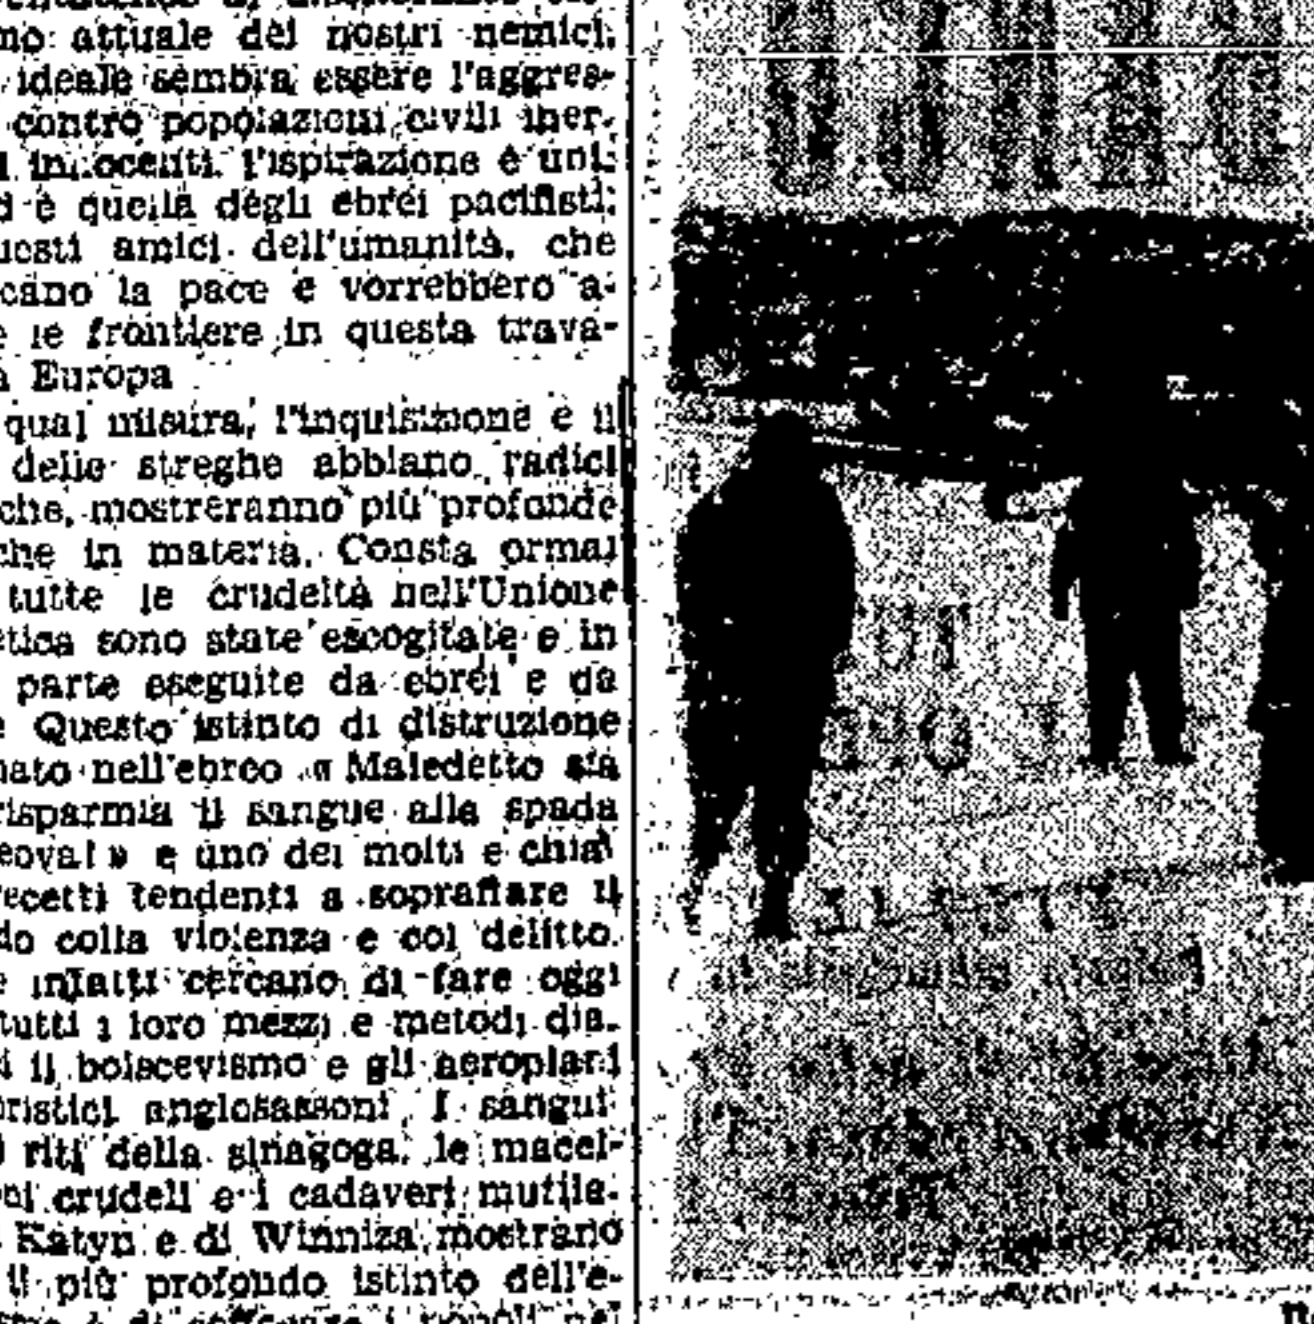 mo attuale dei nostri nemici.
ideale sembra essere l'aggres-
contro popolazioni civili iner-
innocenti. l'ispirazione è uni-
è quella degli ebrei pacifisti;
uesti amici dell'umanità, che
cano la pace e vorrebbero a-
le frontiere in questa trava-
Europa
qual misura, l'inquisizione e il
delle streghe abbiano radici
che, mostreranno più profonde
che in materia. Consta ormai
tutte le crudeltà nell'Unione
etica sono state escogitate e in
parte eseguite da ebrei e da
Questo istinto di distruzione
nato nell'ebreo « Maledetto sia
risparmia il sangue alla spada
eova! » è uno dei molti e chia
recetti tendenti a sopraffare il
do colla violenza e col delitto.
infatti cercano di fare oggi
tutti i loro mezzi e metodi dia-
il bolscevismo e gli aeroplani
oristici anglosassoni. I sangui-
riti della sinagoga, le macel-
crudeli e i cadaveri mutila-
Katyn e di Winniza mostrano
il più profondo istinto dell'e-